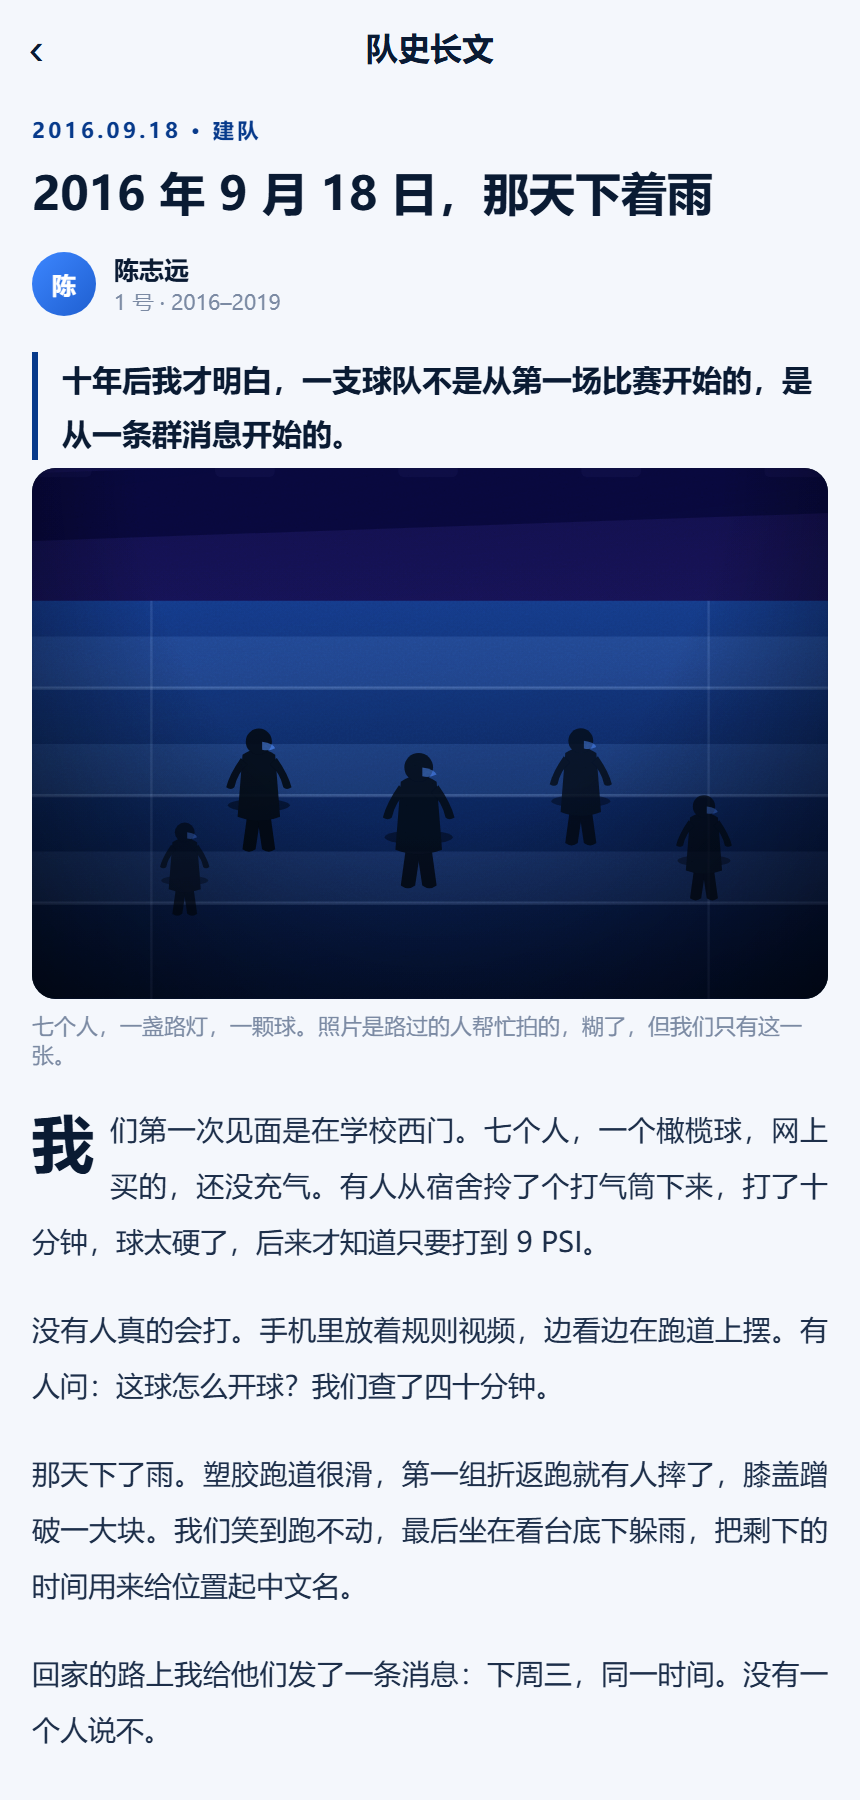 ‹
队史长文
2016.09.18 • 建队
2016 年 9 月 18 日，那天下着雨
陈
陈志远
1 号 · 2016–2019
十年后我才明白，一支球队不是从第一场比赛开始的，是
从一条群消息开始的。
七个人，一盏路灯，一颗球。照片是路过的人帮忙拍的，糊了，但我们只有这一
张。
我们第一次见面是在学校西门。七个人，一个橄榄球，网上
买的，还没充气。有人从宿舍拎了个打气筒下来，打了十
分钟，球太硬了，后来才知道只要打到 9 PSI。
没有人真的会打。手机里放着规则视频，边看边在跑道上摆。有
人问：这球怎么开球？我们查了四十分钟。
那天下了雨。塑胶跑道很滑，第一组折返跑就有人摔了，膝盖蹭
破一大块。我们笑到跑不动，最后坐在看台底下躲雨，把剩下的
时间用来给位置起中文名。
回家的路上我给他们发了一条消息：下周三，同一时间。没有一
个人说不。